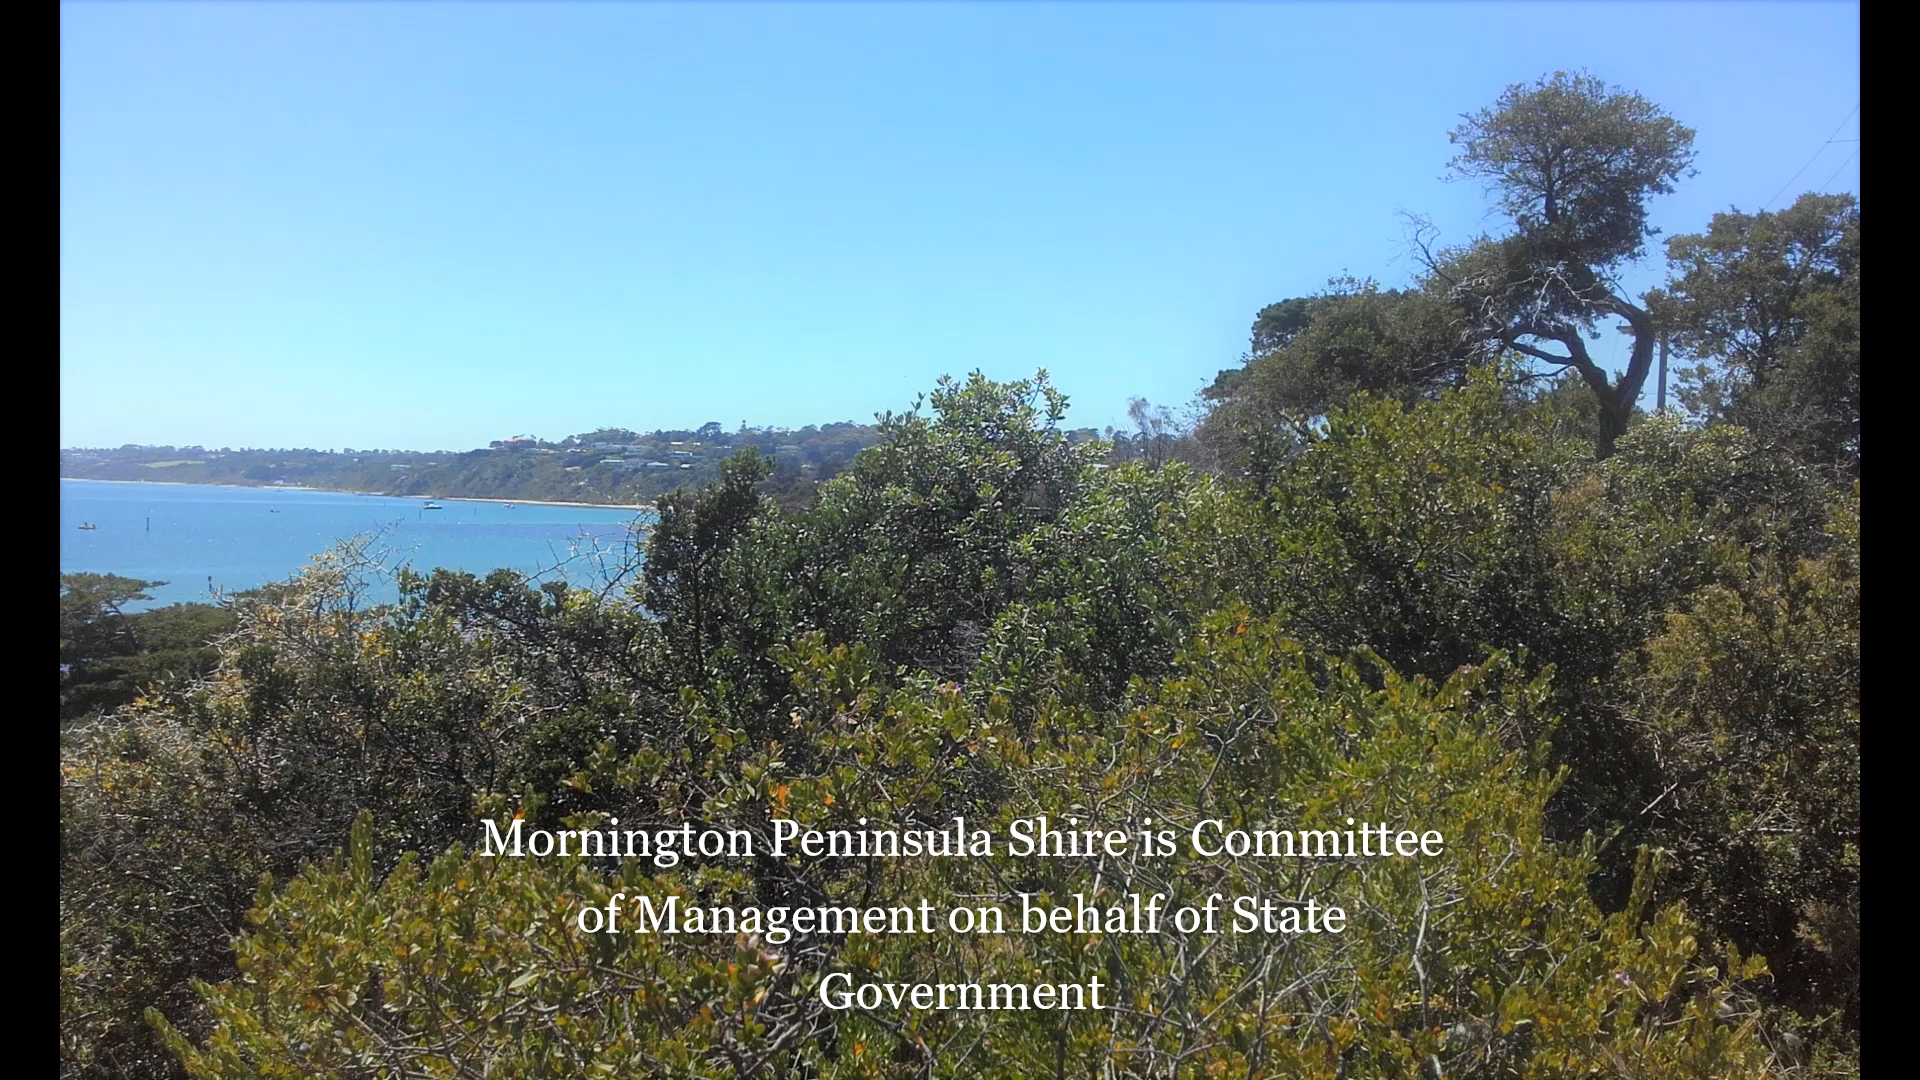 Mornington Peninsula Shire is Committee
of Management on behalf of State
Government